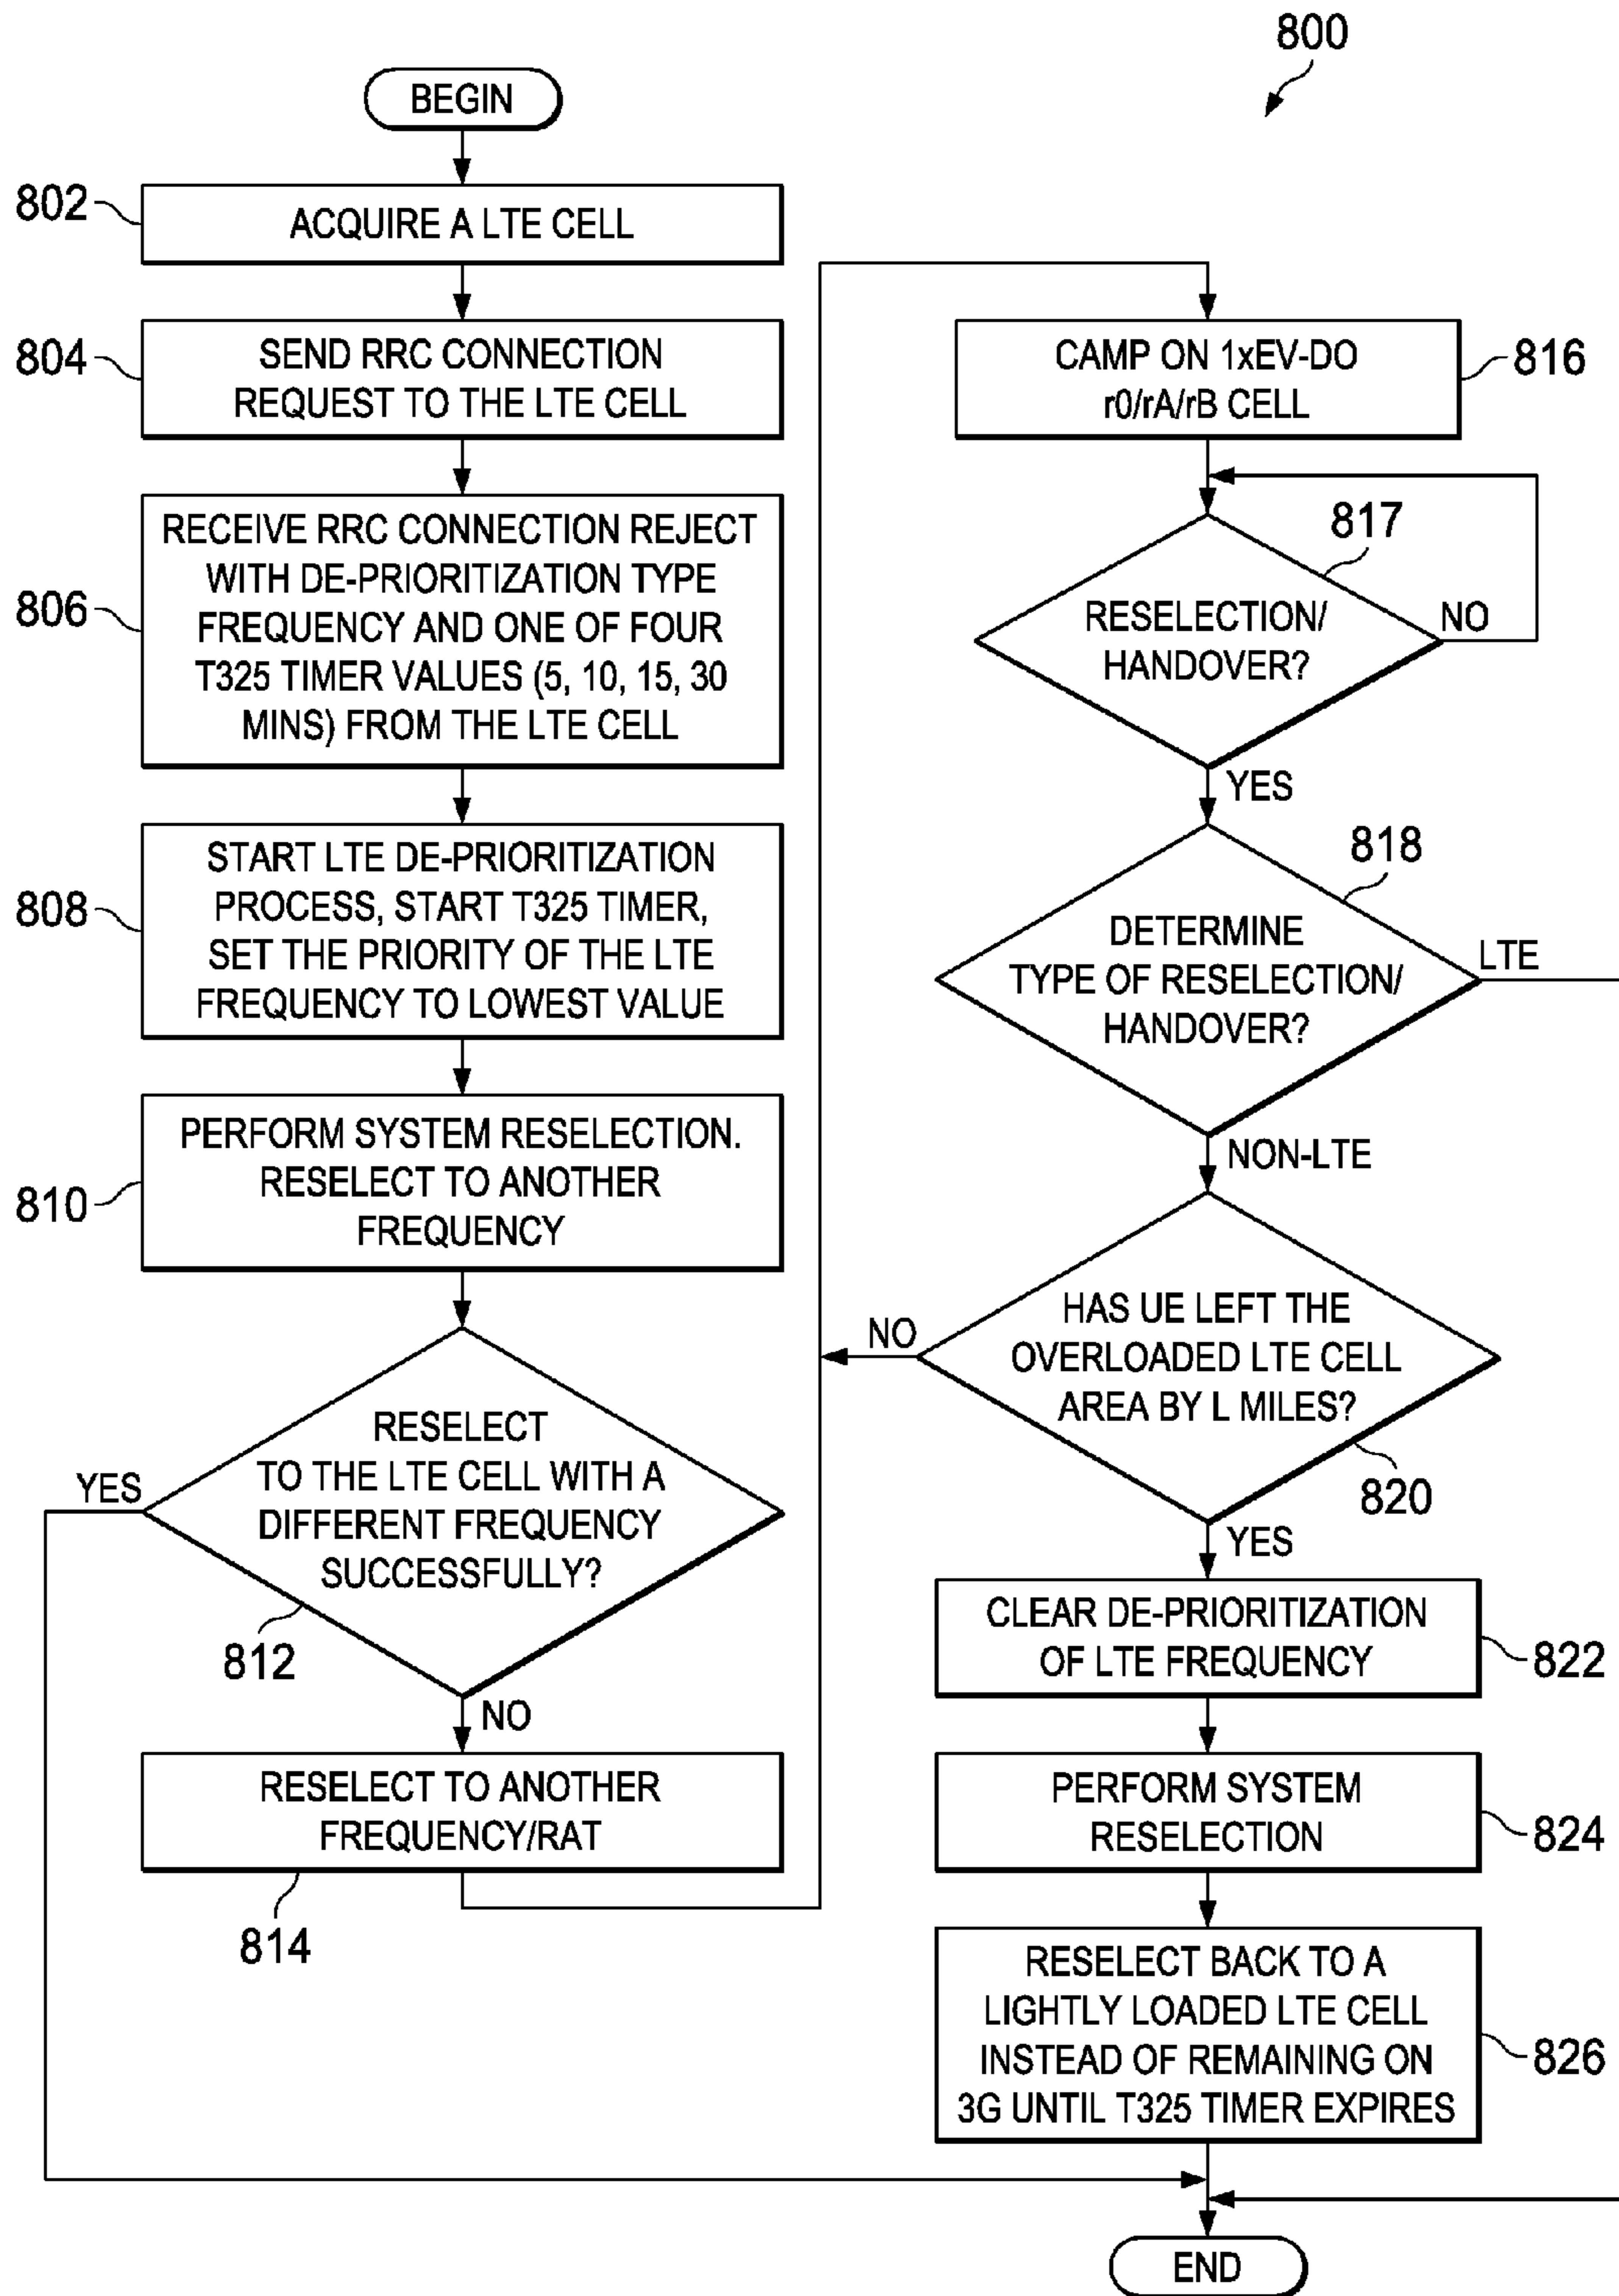 800
BEGIN
802
ACQUIRE A LTE CELL
804
SEND RRC CONNECTION
REQUEST TO THE LTE CELL
806
RECEIVE RRC CONNECTION REJECT
WITH DE-PRIORITIZATION TYPE
FREQUENCY AND ONE OF FOUR
T325 TIMER VALUES (5, 10, 15, 30
MINS) FROM THE LTE CELL
808
START LTE DE-PRIORITIZATION
PROCESS, START T325 TIMER,
SET THE PRIORITY OF THE LTE
FREQUENCY TO LOWEST VALUE
810
PERFORM SYSTEM RESELECTION.
RESELECT TO ANOTHER
FREQUENCY
YES
RESELECT
TO THE LTE CELL WITH A
DIFFERENT FREQUENCY
SUCCESSFULLY?
812
NO
RESELECT TO ANOTHER
FREQUENCY/RAT
814
CAMP ON 1xEV-DO
r0/rA/rB CELL
816
817
RESELECTION/
HANDOVER?
NO
YES
818
DETERMINE
TYPE OF RESELECTION/
HANDOVER?
LTE
NON-LTE
NO
HAS UE LEFT THE
OVERLOADED LTE CELL
AREA BY L MILES?
820
YES
CLEAR DE-PRIORITIZATION
OF LTE FREQUENCY
822
PERFORM SYSTEM
RESELECTION
824
RESELECT BACK TO A
LIGHTLY LOADED LTE CELL
INSTEAD OF REMAINING ON
3G UNTIL T325 TIMER EXPIRES
826
END